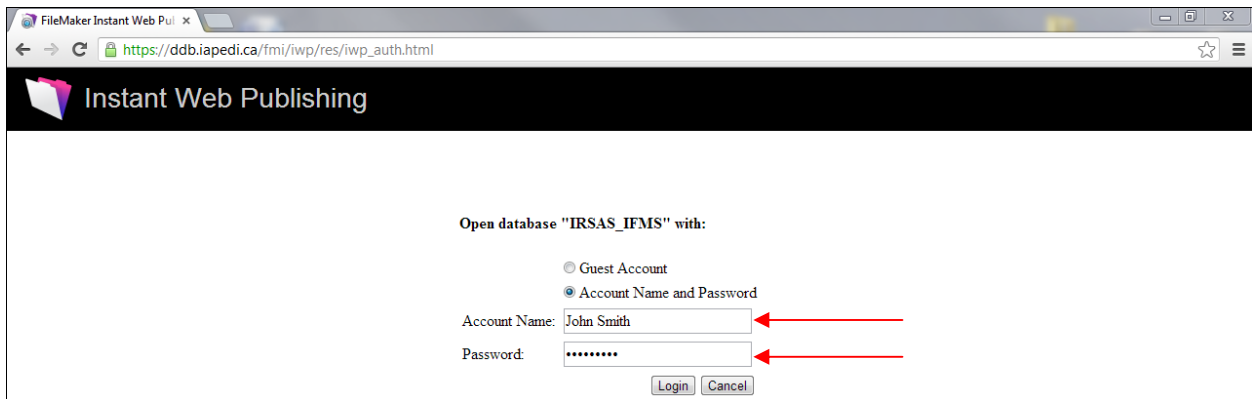 FileMaker Instant Web Pul
https://ddb.iapedi.ca/fmi/iwp/res/iwp_auth.html
Instant Web Publishing
Open database "IRSAS_IFMS" with:
Guest Account
Account Name and Password
Account Name: John Smith
Password: •••••••••
Login Cancel